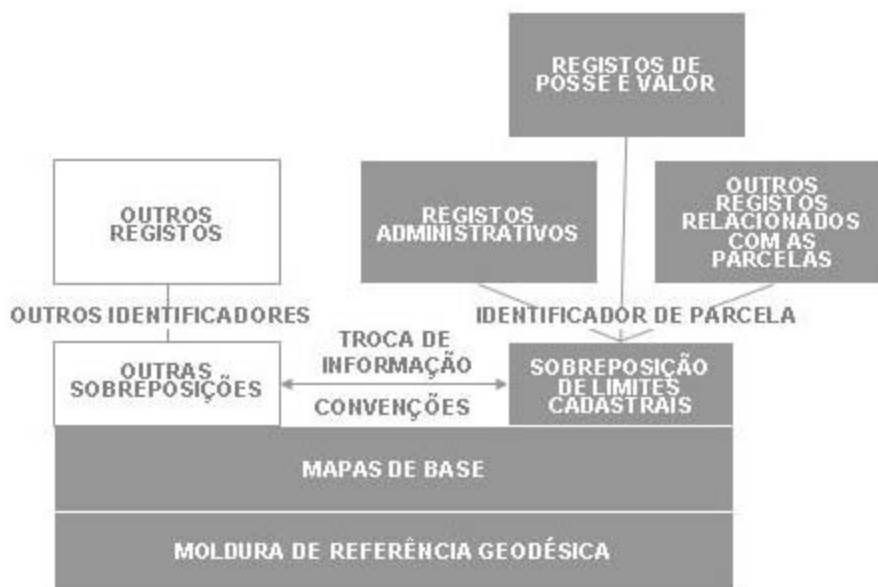 REGISTOS DE
POSSE E VALOR
OUTROS
REGISTOS
REGISTOS
ADMINISTRATIVOS
OUTROS
REGISTOS
RELACIONADOS
COM AS
PARCELAS
OUTROS IDENTIFICADORES
IDENTIFICADOR DE PARCELA
OUTRAS
SOBREPOSIÇÕES
TROCA DE
INFORMAÇÃO
CONVENÇÕES
SOBREPOSIÇÃO
DE LIMITES
CADASTRAIS
MAPAS DE BASE
MOLDURA DE REFERÊNCIA GEODÉSICA